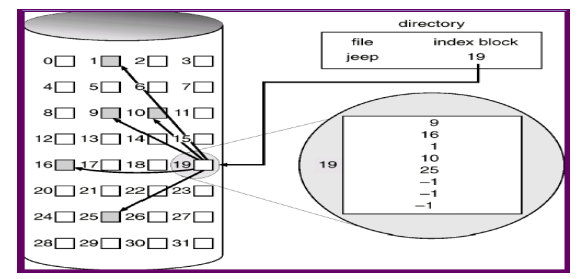 directory
file index block
jeep 19
0 1 2 3
4 5 6 7
8 9 10 11
12 13 14 15
16 17 18 19
20 21 22 23
24 25 26 27
28 29 30 31
19
9
16
1
10
25
-1
-1
-1